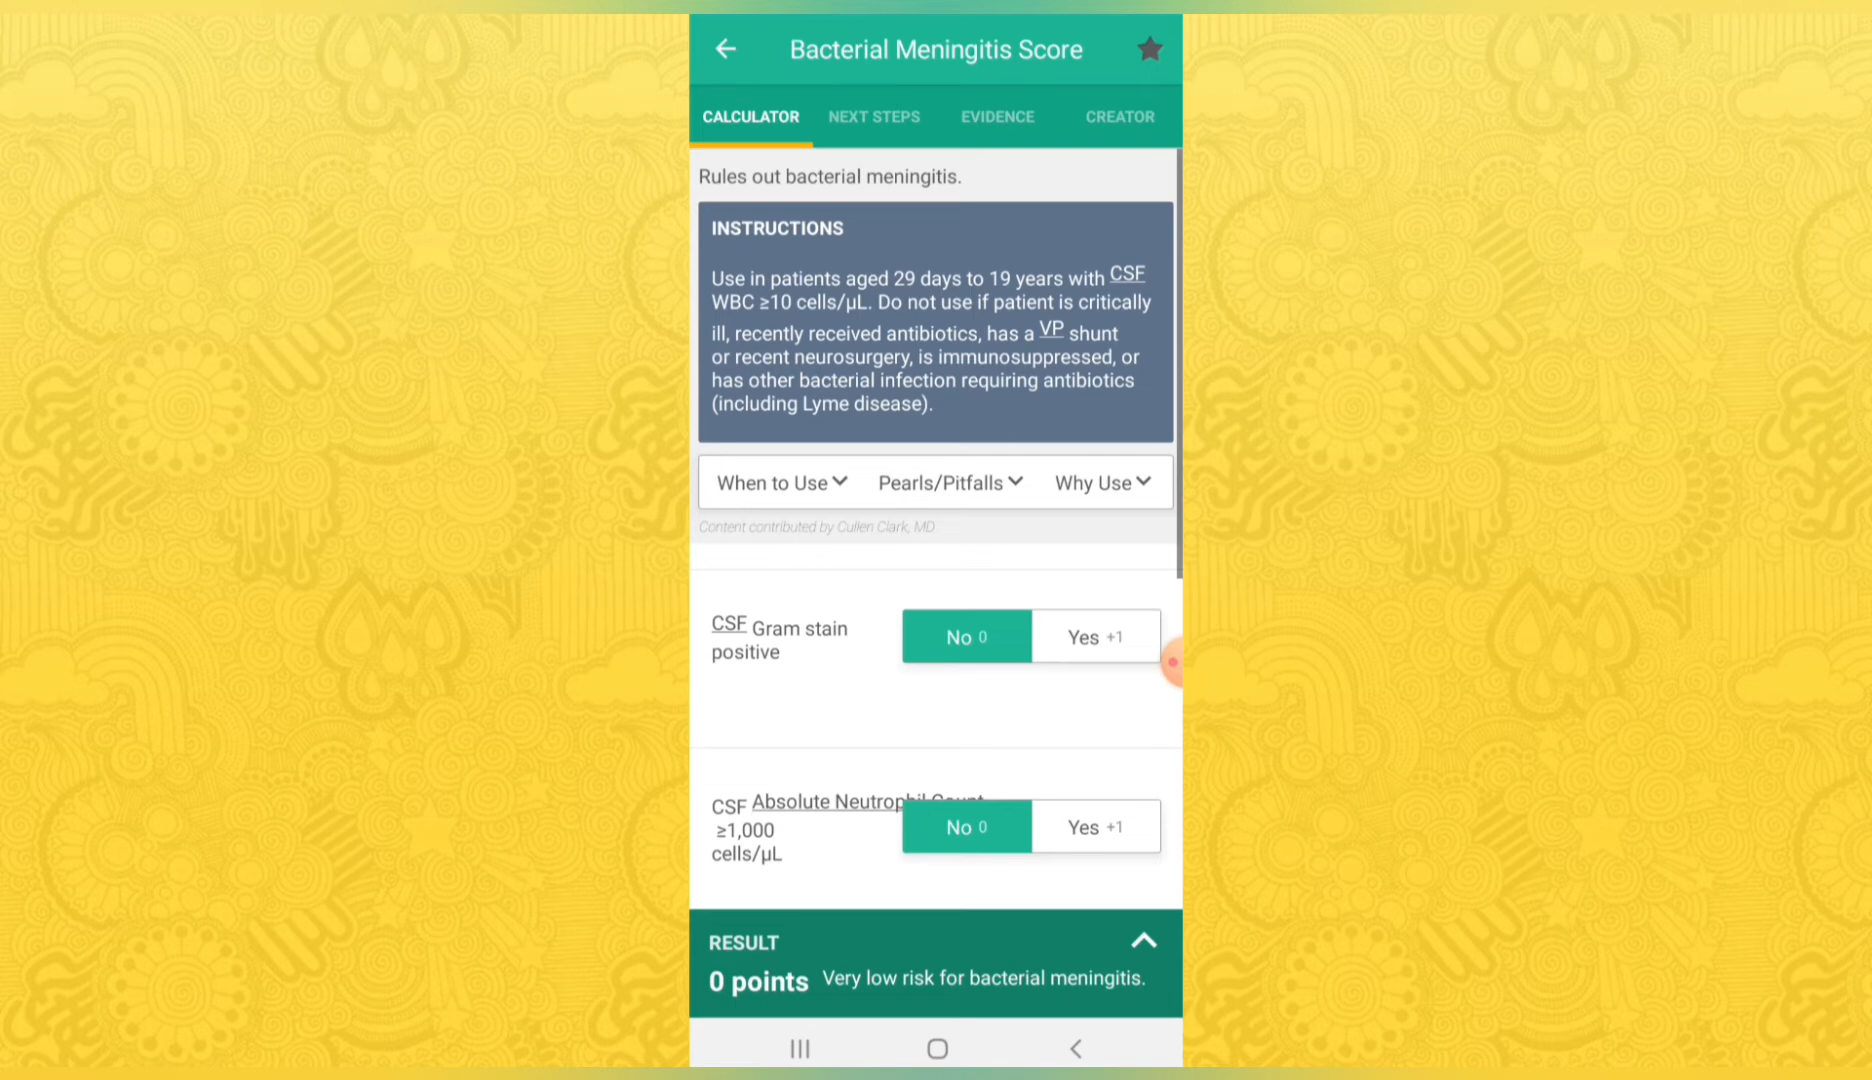 Bacterial Meningitis Score
CALCULATOR NEXT STEPS EVIDENCE CREATOR
Rules out bacterial meningitis.
INSTRUCTIONS
Use in patients aged 29 days to 19 years with CSF
WBC ≥10 cells/µL. Do not use if patient is critically
ill, recently received antibiotics, has a VP shunt
or recent neurosurgery, is immunosuppressed, or
has other bacterial infection requiring antibiotics
(including Lyme disease).
When to Use Pearls/Pitfalls Why Use
Content contributed by Cullen Clark, MD
CSF Gram stain
positive
No 0 Yes +1
CSF Absolute Neutrophil Count
≥1,000
cells/µL
No 0 Yes +1
RESULT
0 points Very low risk for bacterial meningitis.